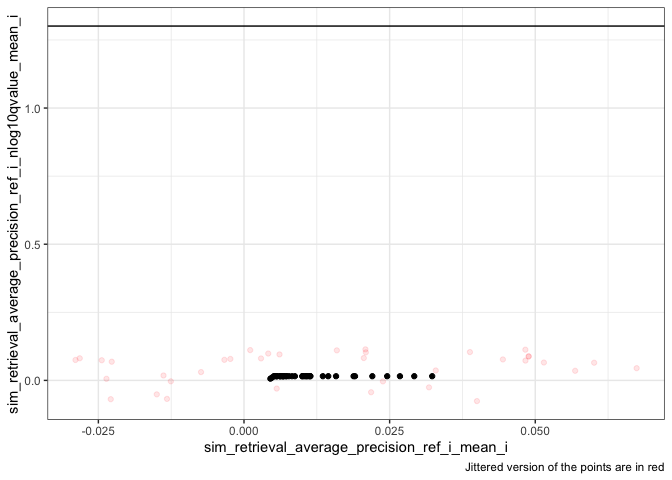 sim_retrieval_average_precision_ref_i_nlog10qvalue_mean_i
1.0
0.5
0.0
-0.025
0.000
0.025
0.050
sim_retrieval_average_precision_ref_i_mean_i
Jittered version of the points are in red